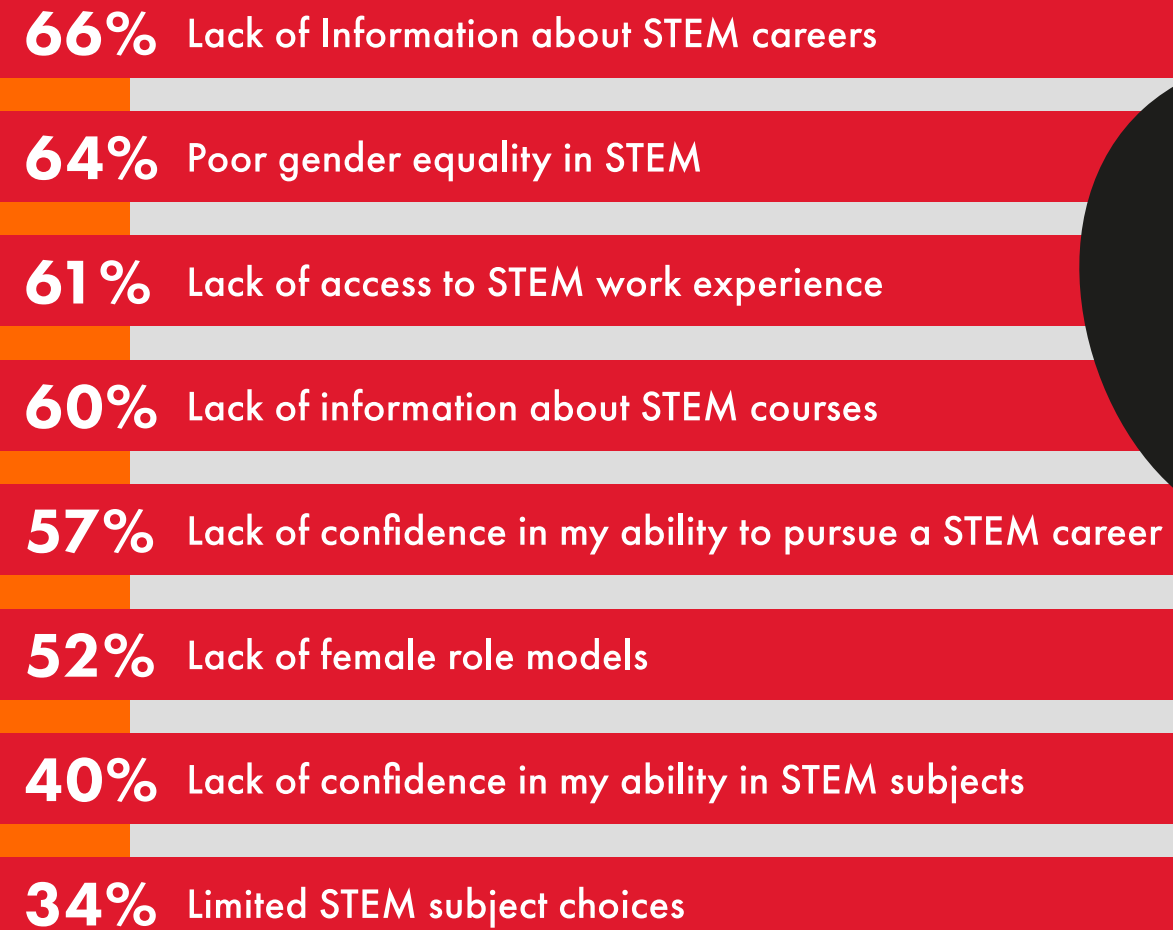 66% Lack of Information about STEM careers
64% Poor gender equality in STEM
61% Lack of access to STEM work experience
60% Lack of information about STEM courses
57% Lack of confidence in my ability to pursue a STEM career
52% Lack of female role models
40% Lack of confidence in my ability in STEM subjects
34% Limited STEM subject choices